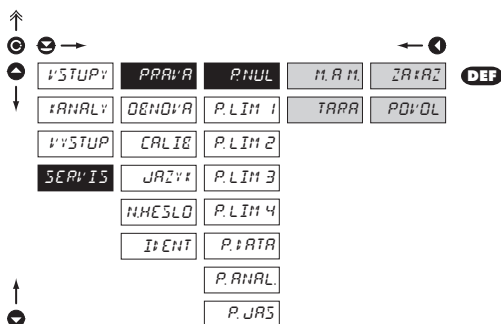 VSTUPY PRAVA P.NUL M. A M. ZAKAZ DEF
KANALY OBNOVA P. LIM 1 TARA POVOL
VYSTUP CALIB P. LIM 2
SERVIS JAZYK P. LIM 3
N.HESLO P. LIM 4
IDENT P. DATA
P. ANAL.
P. JAS